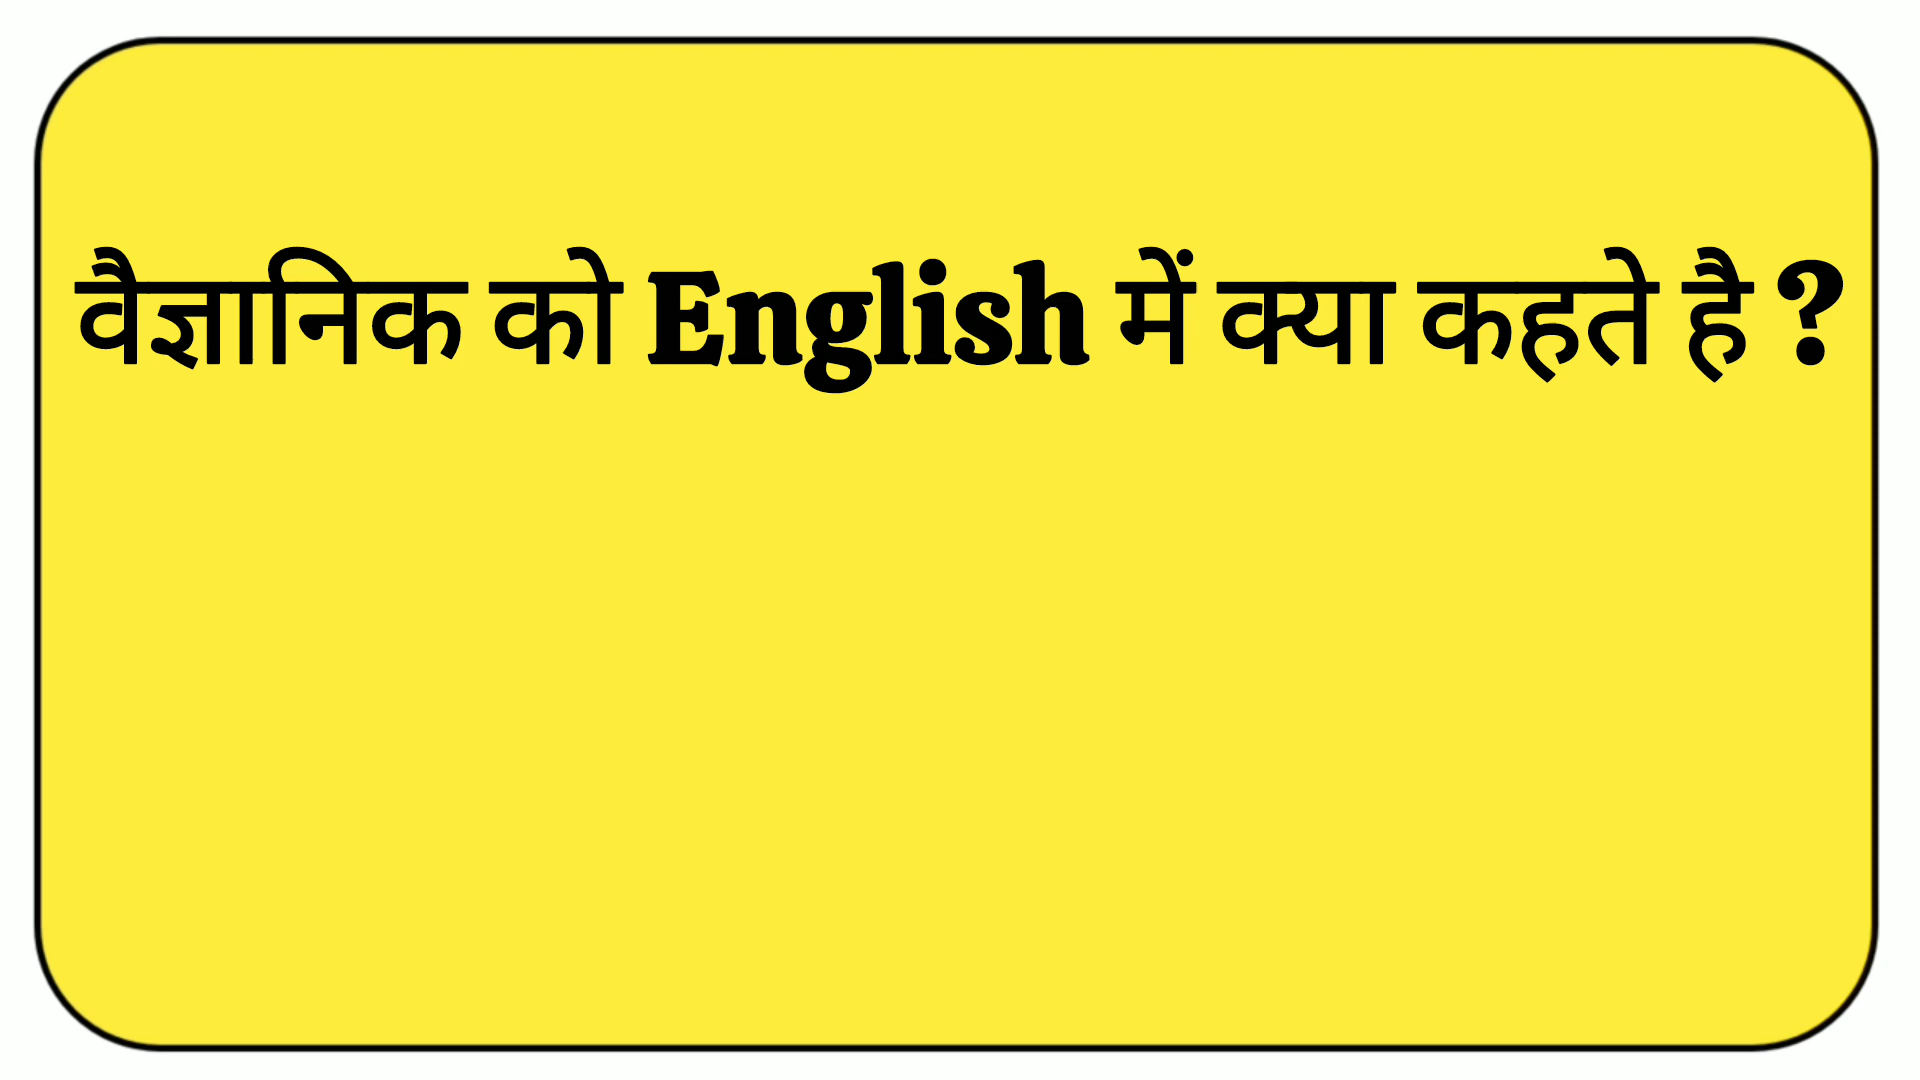 वैज्ञानिक को English में क्या कहते है ?